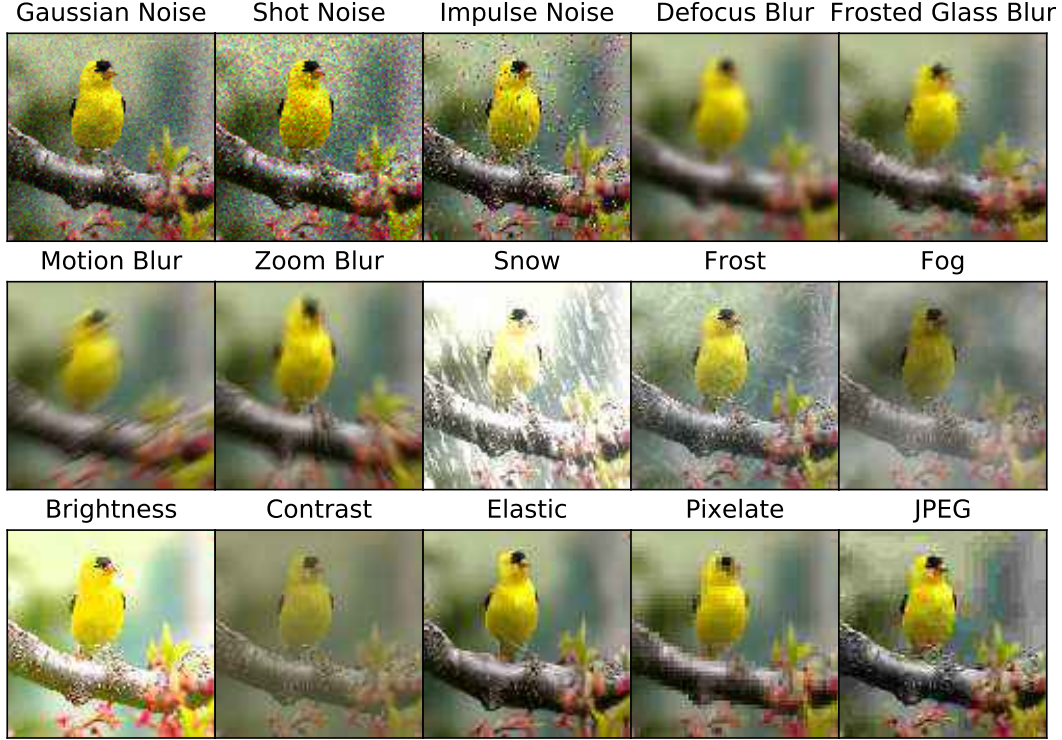 Gaussian Noise Shot Noise Impulse Noise Defocus Blur Frosted Glass Blur
Motion Blur Zoom Blur Snow Frost Fog
Brightness Contrast Elastic Pixelate JPEG